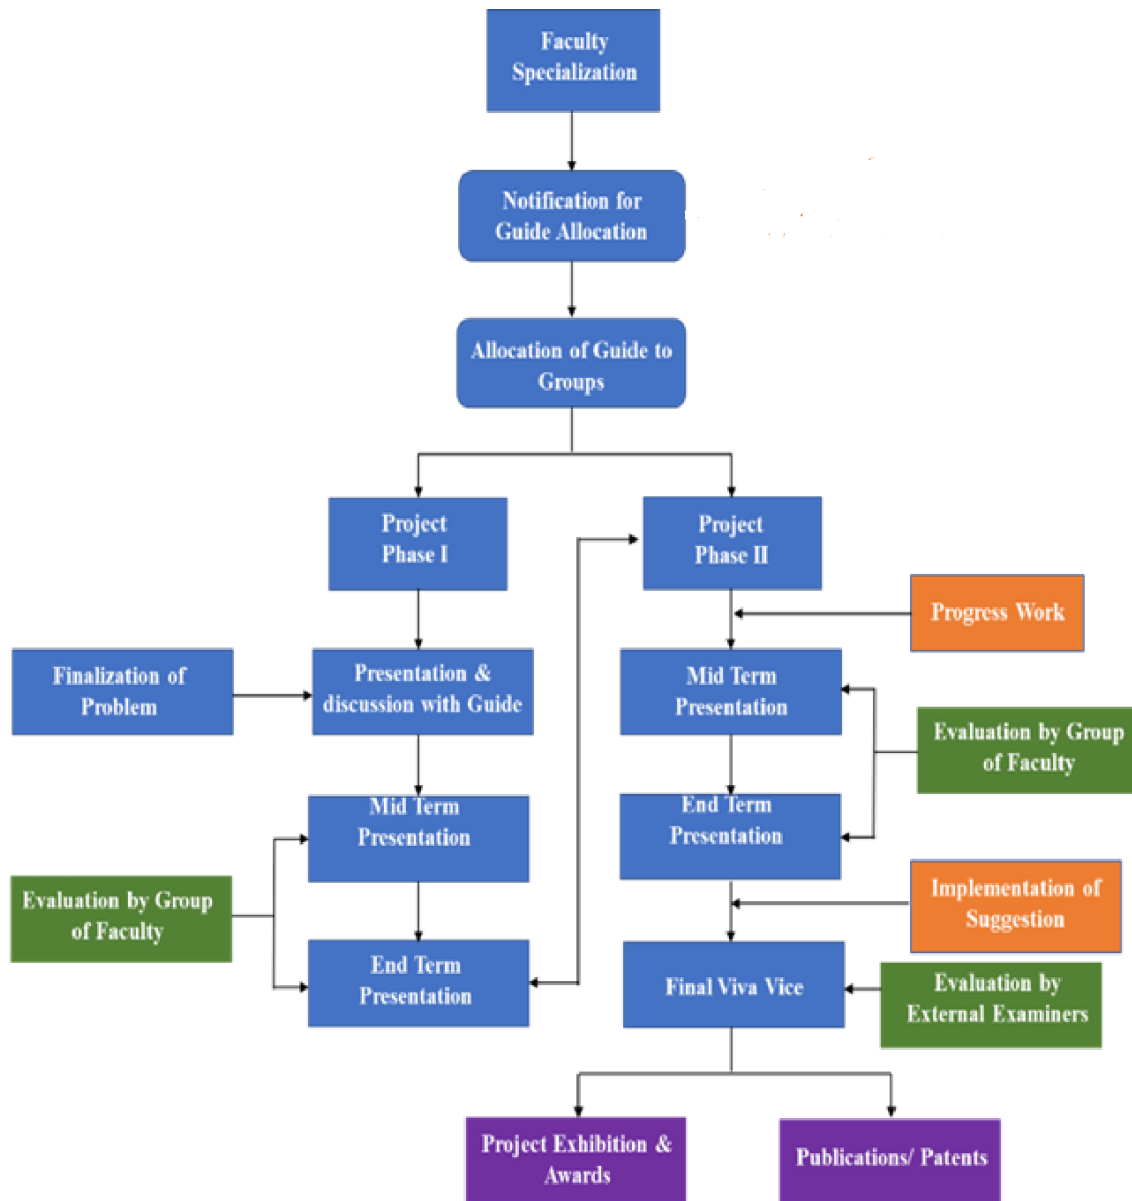 Faculty
Specialization
Notification for
Guide Allocation
Allocation of Guide to
Groups
Project
Phase I
Project
Phase II
Progress Work
Finalization of
Problem
Presentation &
discussion with Guide
Mid Term
Presentation
Evaluation by Group
of Faculty
Mid Term
Presentation
End Term
Presentation
Evaluation by Group
of Faculty
Implementation of
Suggestion
End Term
Presentation
Final Viva Vice
Evaluation by
External Examiners
Project Exhibition &
Awards
Publications/ Patents